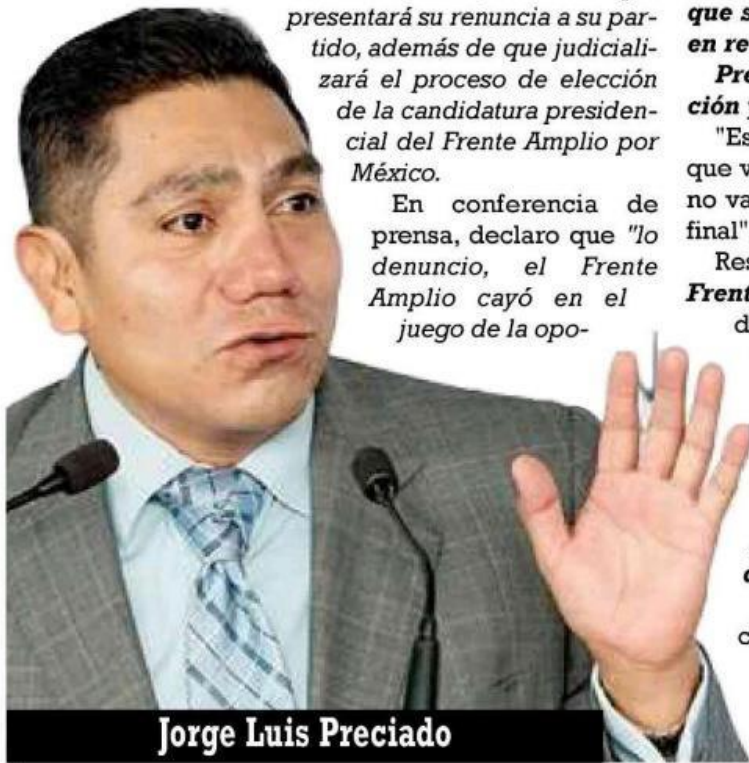 presentará su renuncia a su par-
tido, además de que judiciali-
zará el proceso de elección
de la candidatura presiden-
cial del Frente Amplio por
México.
En conferencia de
prensa, declaro que "lo
denuncio, el Frente
Amplio cayó en el
juego de la opo-
que s
en re
Pre
ción
"Es
que v
no va
final"
Res
Frent
d
c
Jorge Luis Preciado